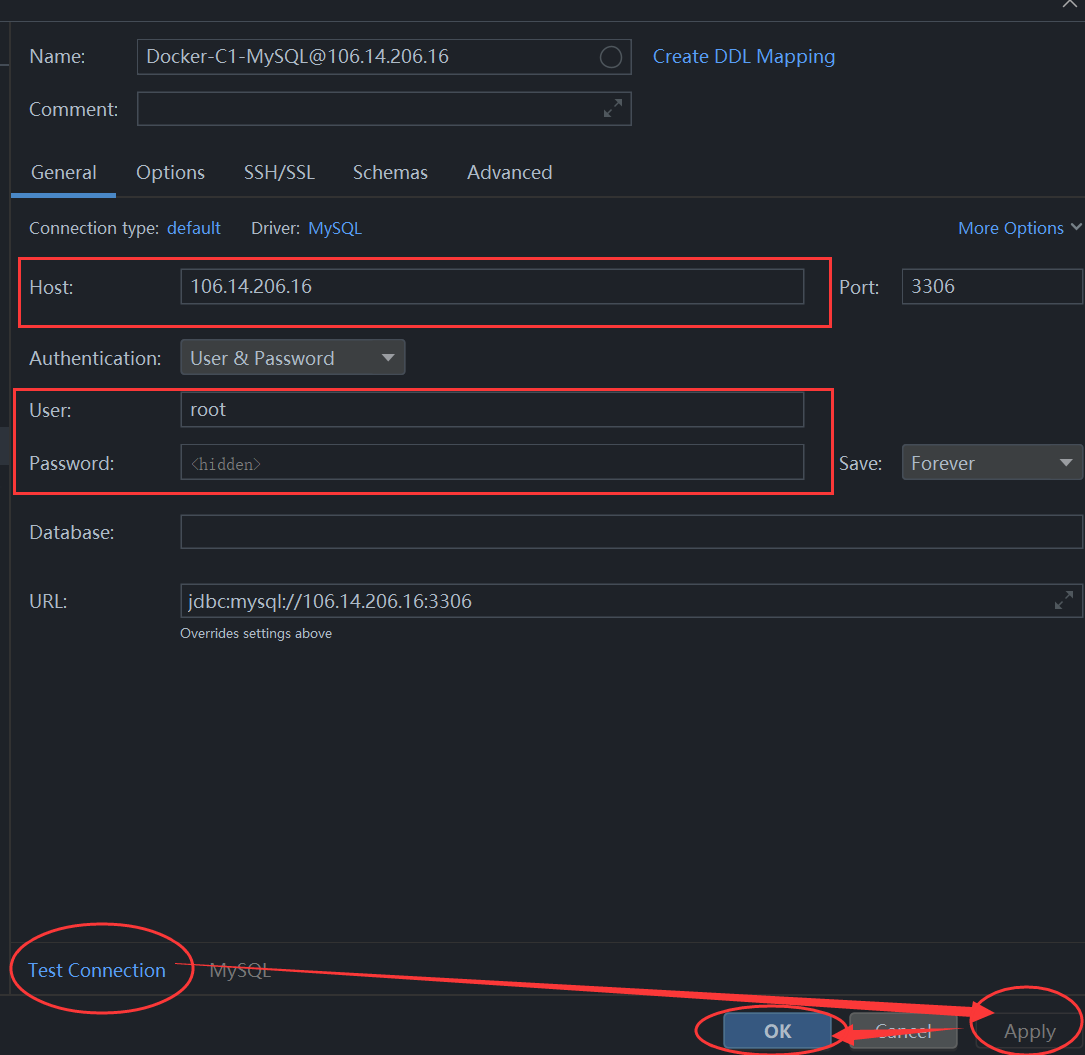 Name: Docker-C1-MySQL@106.14.206.16 Create DDL Mapping
Comment:
General Options SSH/SSL Schemas Advanced
Connection type: default Driver: MySQL More Options
Host: 106.14.206.16 Port: 3306
Authentication: User & Password
User: root
Password: <hidden> Save: Forever
Database:
URL: jdbc:mysql://106.14.206.16:3306
Overrides settings above
Test Connection MySQL
OK Cancel Apply